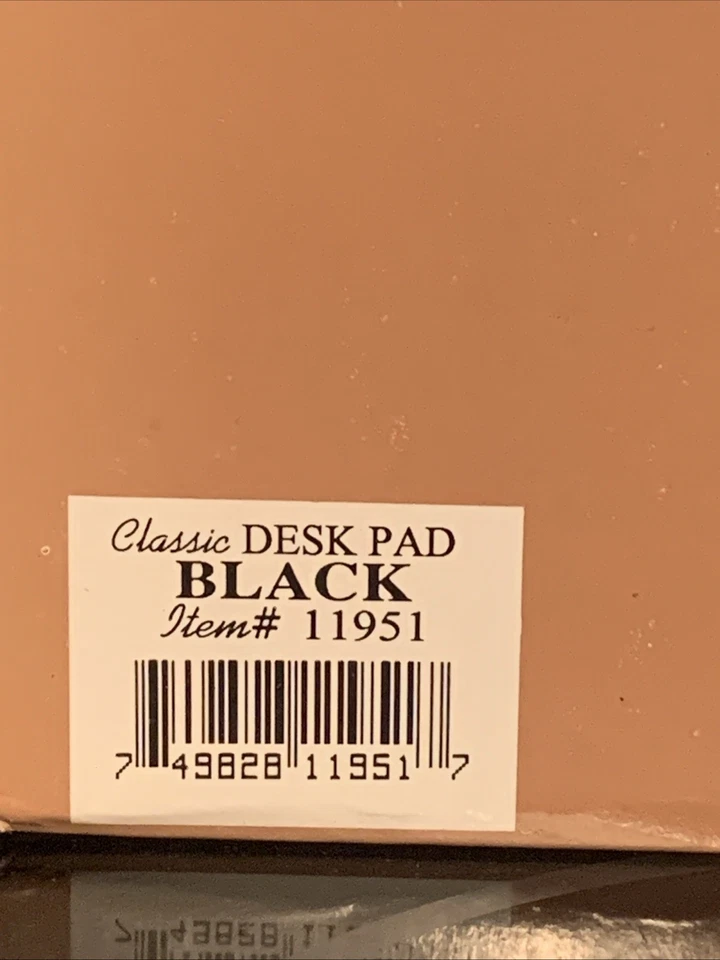 Classic DESK PAD
BLACK
Item# 11951
7 49828 11951 7